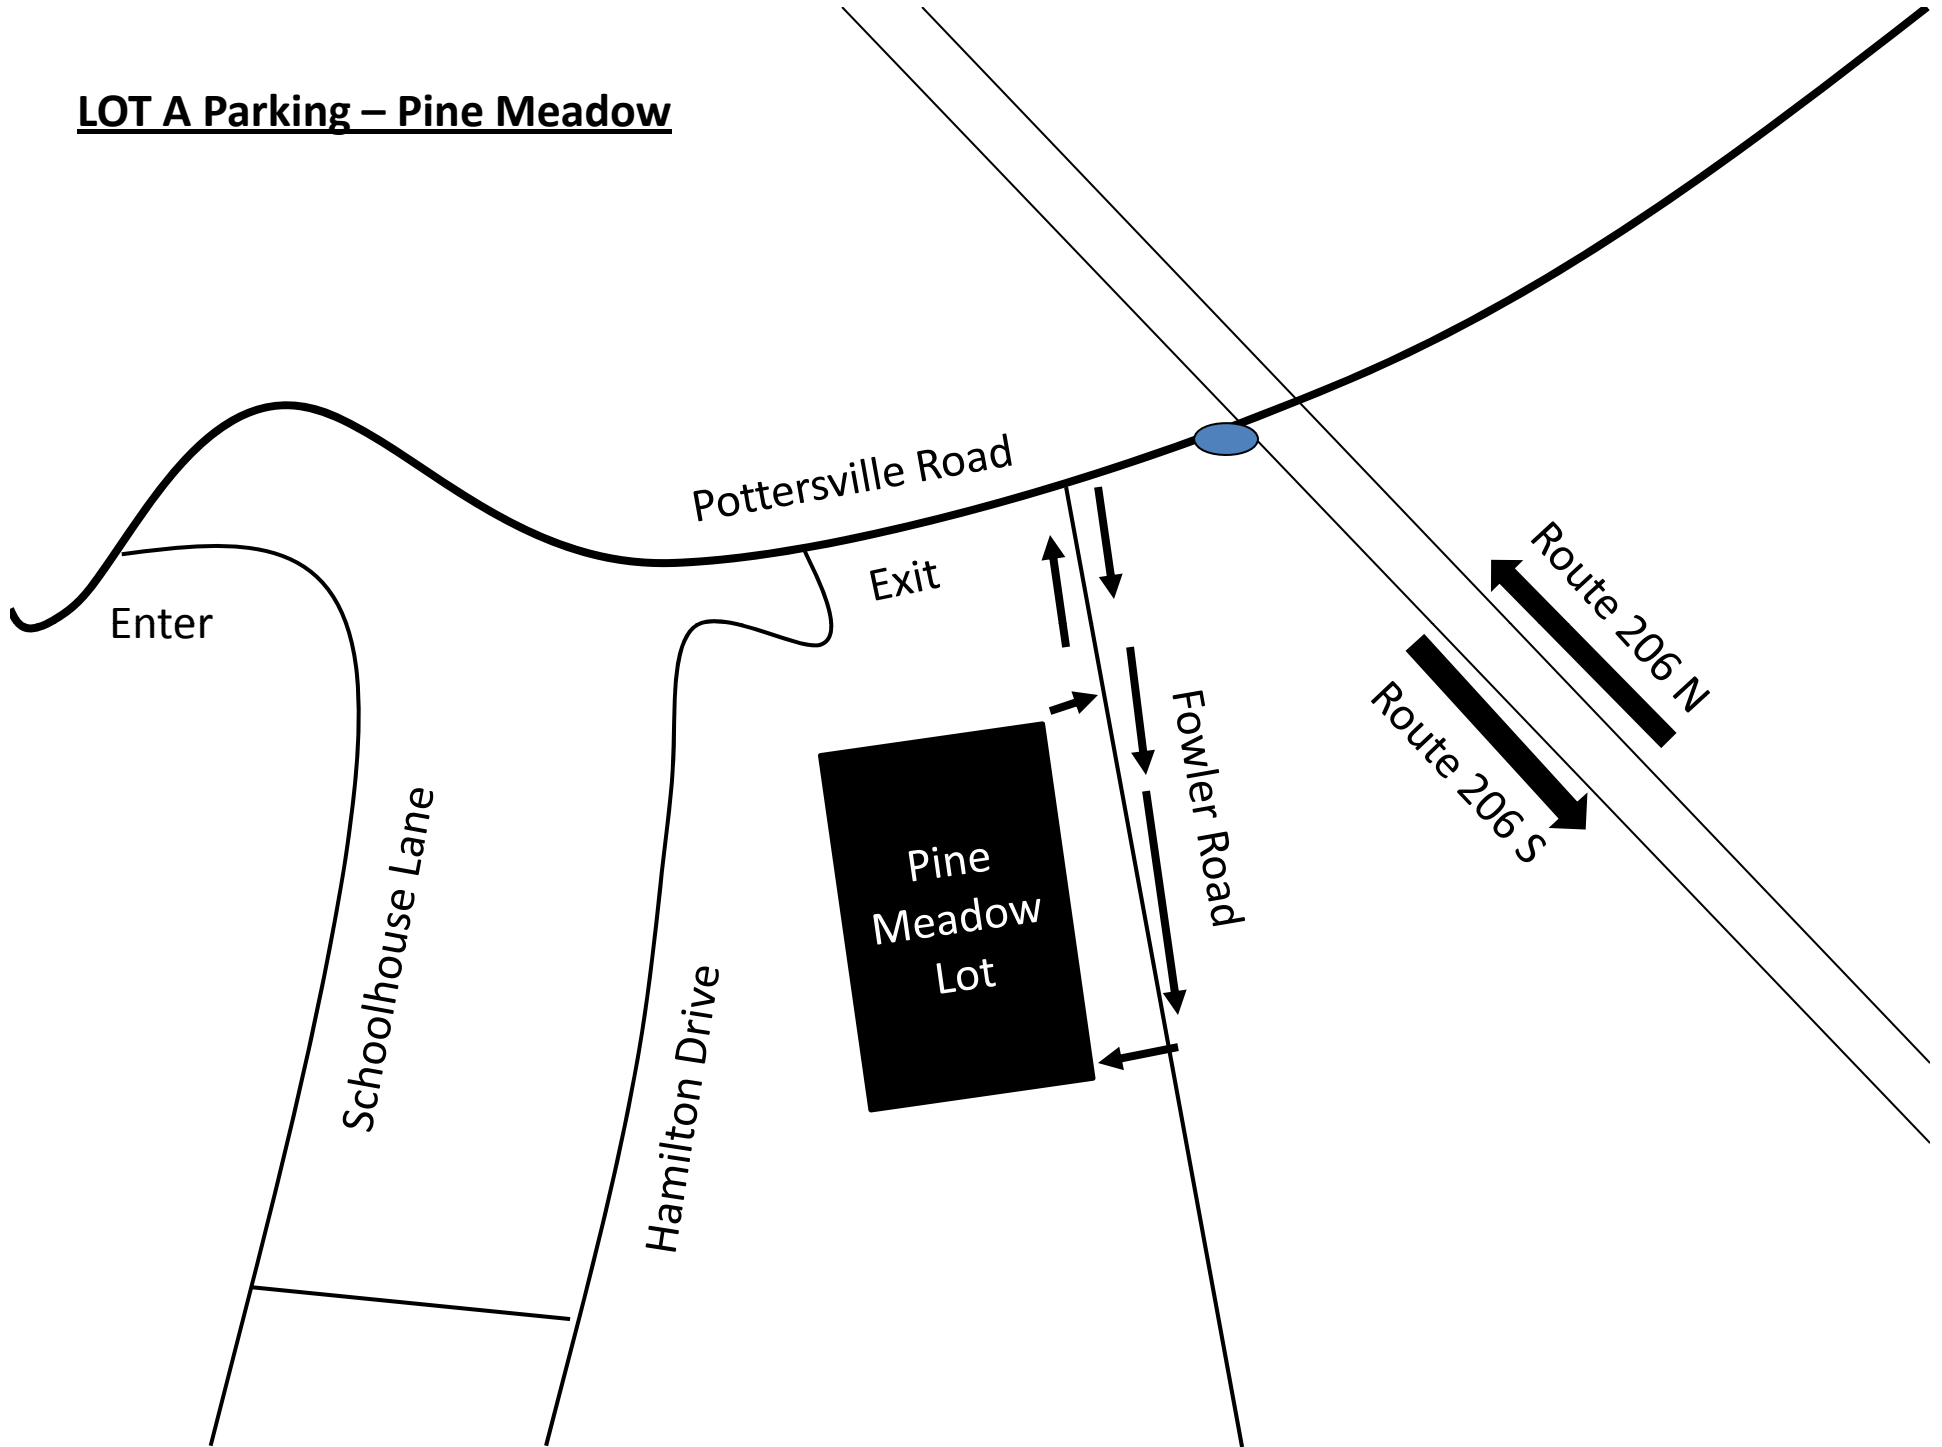 LOT A Parking – Pine Meadow
Pottersville Road
Exit
Enter
Route 206 N
Route 206 S
Fowler Road
Pine
Meadow
Lot
Schoolhouse Lane
Hamilton Drive